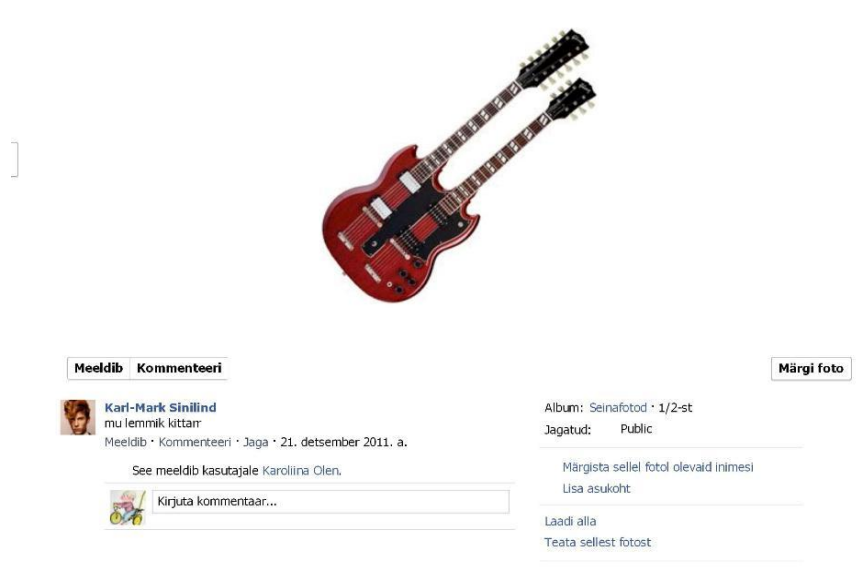 Meeldib Kommenteeri
Märgi foto
Karl-Mark Sinilind
mu lemmik kittarr
Meeldib · Kommenteeri · Jaga · 21. detsember 2011. a.
See meeldib kasutajale Karoliina Olen.
Kirjuta kommentaar...
Album: Seinafotod · 1/2-st
Jagatud: Public
Märgista sellel fotol olevaid inimesi
Lisa asukoht
Laadi alla
Teata sellest fotost